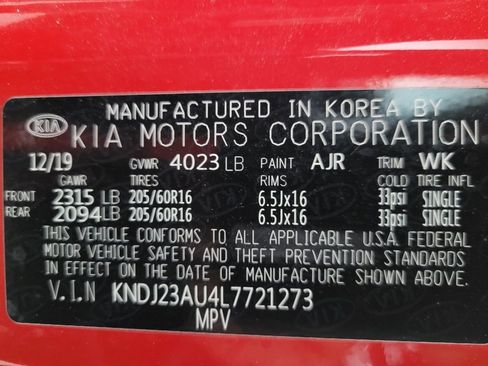 MANUFACTURED IN KOREA BY
KIA KIA MOTORS CORPORATION
12/19 GVWR 4023 LB PAINT AJR TRIM WK
GAWR TIRES RIMS COLD TIRE INFL
FRONT 2315 LB 205/60R16 6.5Jx16 33psi SINGLE
REAR 2094 LB 205/60R16 6.5Jx16 33psi SINGLE
THIS VEHICLE CONFORMS TO ALL APPLICABLE U.S.A. FEDERAL
MOTOR VEHICLE SAFETY AND THEFT PREVENTION STANDARDS
IN EFFECT ON THE DATE OF MANUFACTURE SHOWN ABOVE.
V.I.N KNDJ23AU4L7721273
MPV